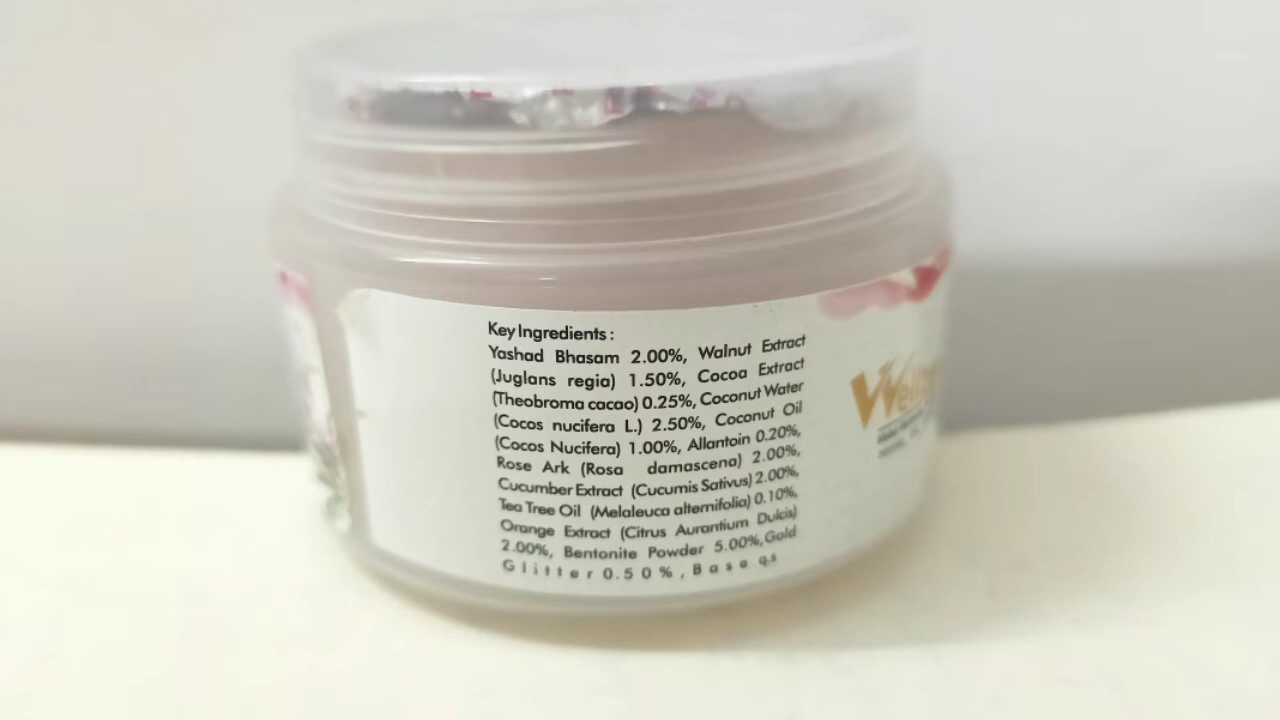 Key Ingredients :
Yashad Bhasam 2.00%, Walnut Extract
(Juglans regia) 1.50%, Cocoa Extract
(Theobroma cacao) 0.25%, Coconut Water
(Cocos nucifera L.) 2.50%, Coconut Oil
(Cocos Nucifera) 1.00%, Allantoin 0.20%,
Rose Ark (Rosa damascena) 2.00%,
Cucumber Extract (Cucumis Sativus) 2.00%,
Tea Tree Oil (Melaleuca alternifolia) 0.10%,
Orange Extract (Citrus Aurantium Dulcis)
2.00%, Bentonite Powder 5.00%, Gold
Glitter 0.50%, Base q.s